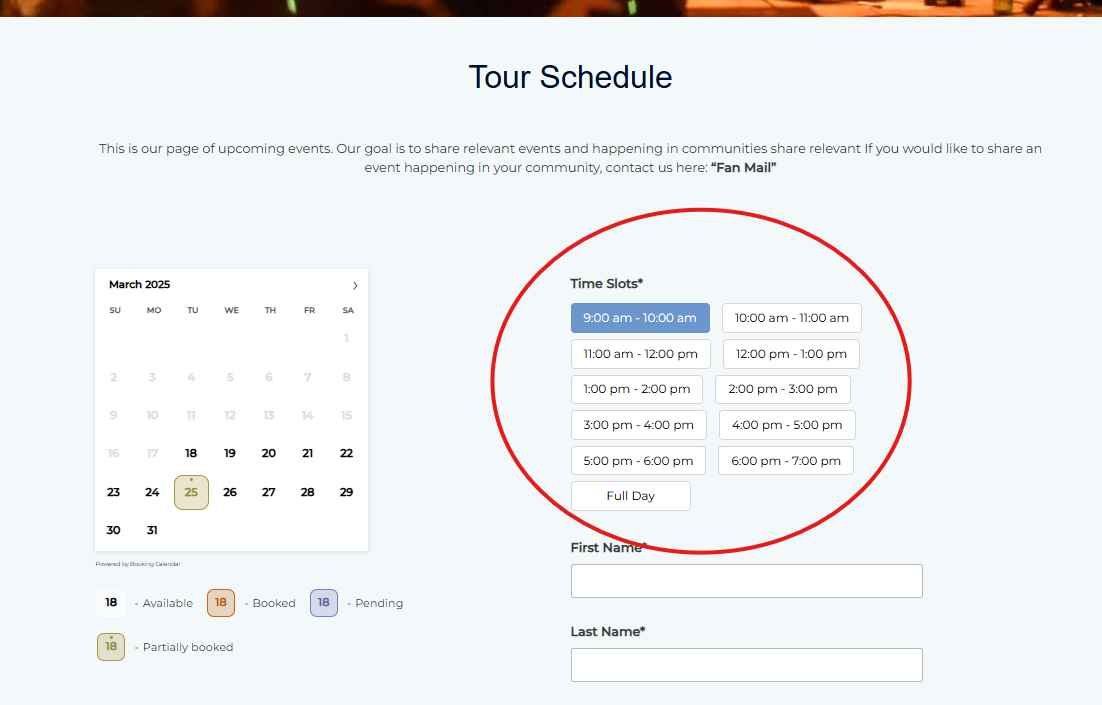 Tour Schedule
This is our page of upcoming events. Our goal is to share relevant events and happening in communities share relevant If you would like to share an
event happening in your community, contact us here: “Fan Mail”
March 2025 ›
SU MO TU WE TH FR SA
1
2 3 4 5 6 7 8
9 10 11 12 13 14 15
16 17 18 19 20 21 22
23 24 25 26 27 28 29
30 31
Powered by Booking Calendar
18 - Available 18 - Booked 18 - Pending
18 - Partially booked
Time Slots*
9:00 am - 10:00 am 10:00 am - 11:00 am
11:00 am - 12:00 pm 12:00 pm - 1:00 pm
1:00 pm - 2:00 pm 2:00 pm - 3:00 pm
3:00 pm - 4:00 pm 4:00 pm - 5:00 pm
5:00 pm - 6:00 pm 6:00 pm - 7:00 pm
Full Day
First Name*
Last Name*